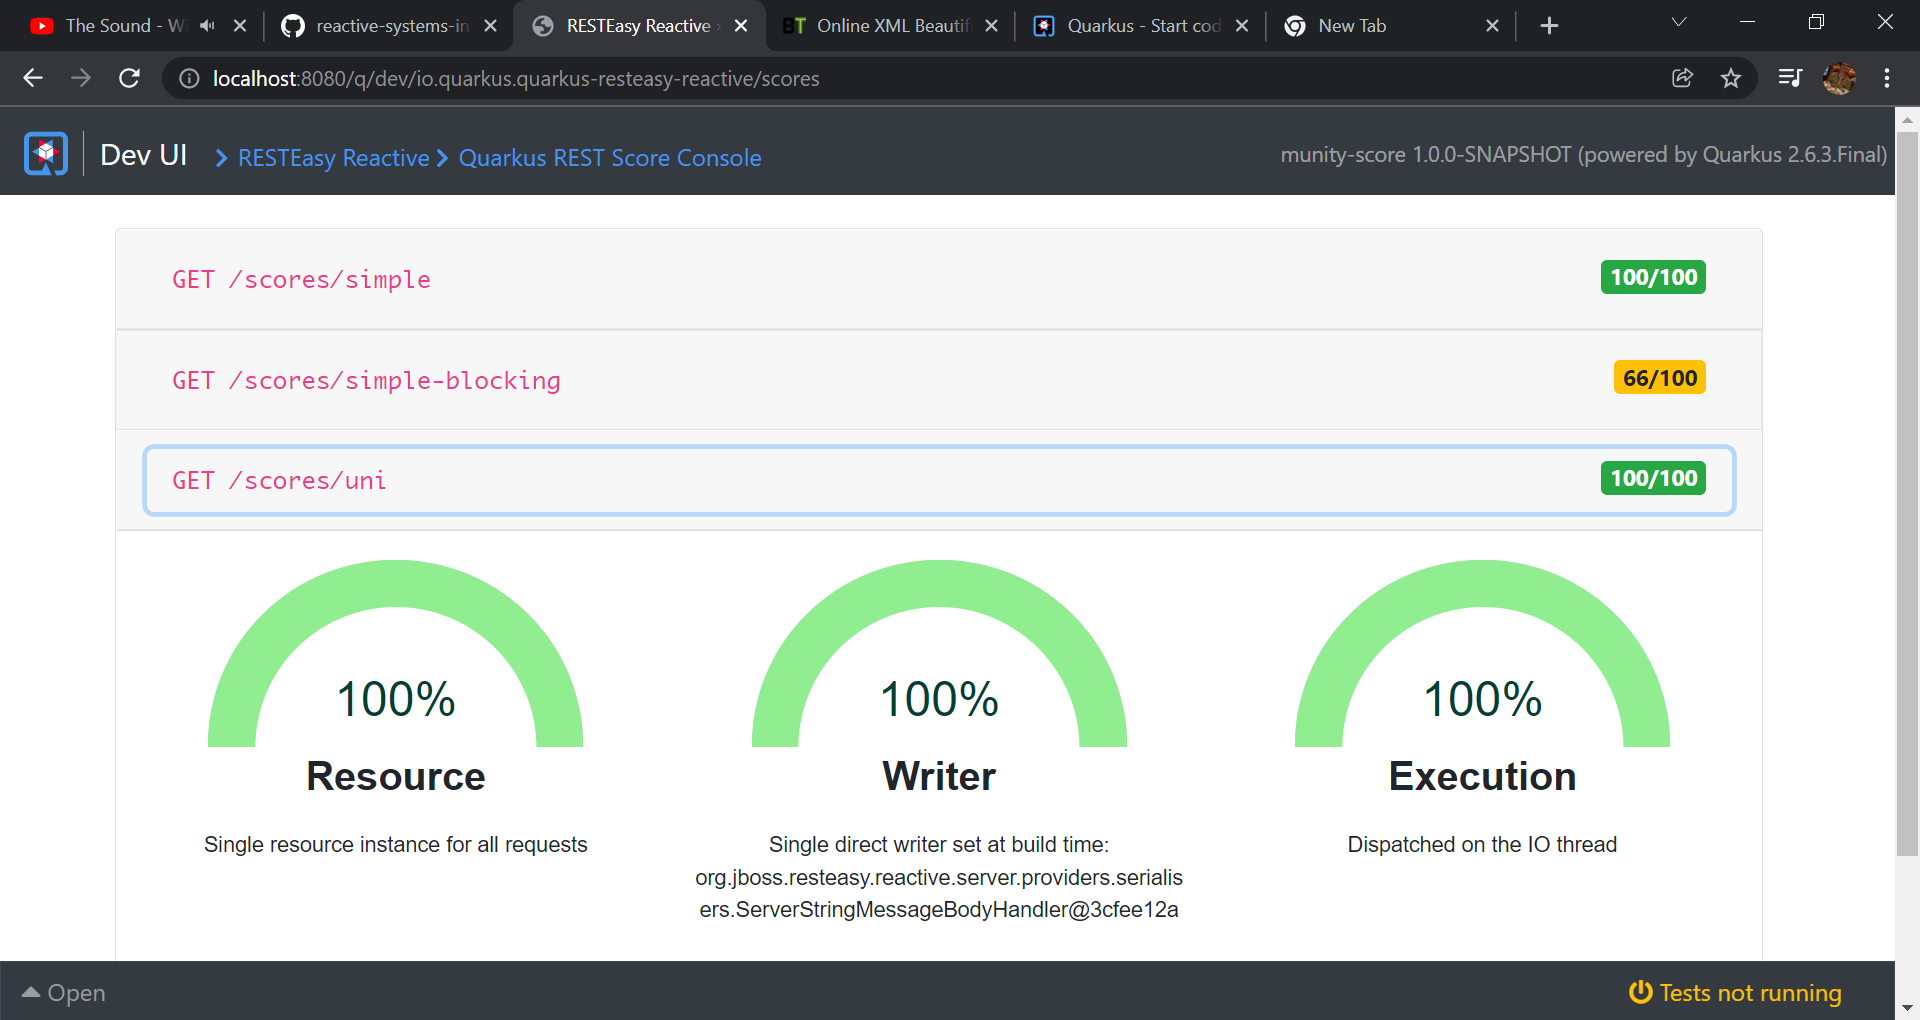 The Sound - W
reactive-systems-in
RESTEasy Reactive
BT Online XML Beautif
Quarkus - Start cod
New Tab
localhost:8080/q/dev/io.quarkus.quarkus-resteasy-reactive/scores
Dev UI > RESTEasy Reactive > Quarkus REST Score Console
munity-score 1.0.0-SNAPSHOT (powered by Quarkus 2.6.3.Final)
GET /scores/simple
100/100
GET /scores/simple-blocking
66/100
GET /scores/uni
100/100
100%
Resource
Single resource instance for all requests
100%
Writer
Single direct writer set at build time:
org.jboss.resteasy.reactive.server.providers.serialis
ers.ServerStringMessageBodyHandler@3cfee12a
100%
Execution
Dispatched on the IO thread
Open
Tests not running